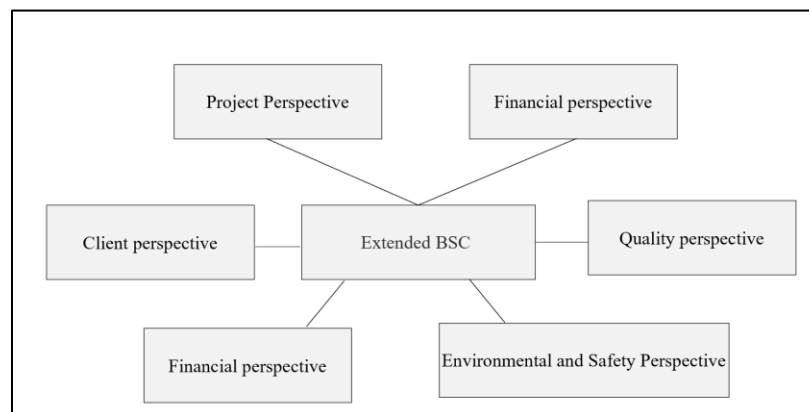 Project Perspective
Financial perspective
Client perspective
Extended BSC
Quality perspective
Financial perspective
Environmental and Safety Perspective